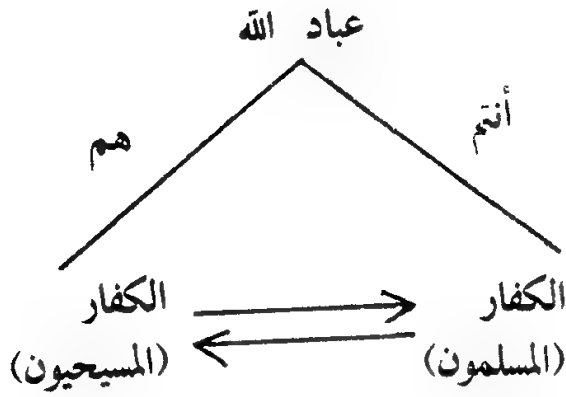 عباد الله
أنتم
هم
الكفار
(المسلمون)
الكفار
(المسيحيون)